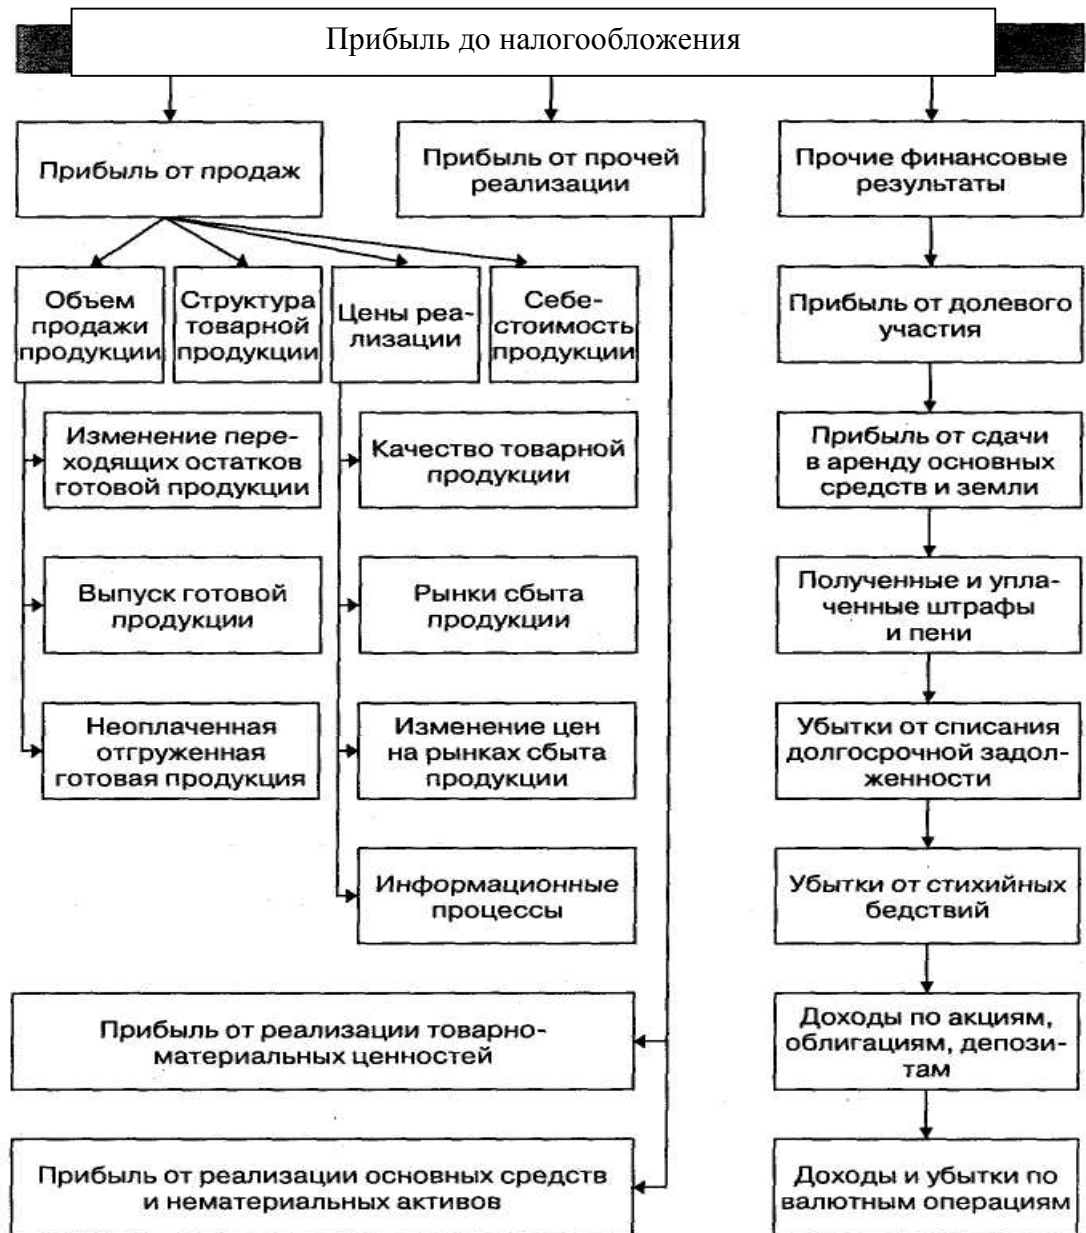 Прибыль до налогообложения
Прибыль от продаж
Прибыль от прочей
реализации
Прочие финансовые
результаты
Объем
продажи
продукции
Структура
товарной
продукции
Цены реа-
лизации
Себе-
стоимость
продукции
Прибыль от долевого
участия
Изменение пере-
ходящих остатков
готовой продукции
Качество товарной
продукции
Прибыль от сдачи
в аренду основных
средств и земли
Выпуск готовой
продукции
Рынки сбыта
продукции
Полученные и упла-
ченные штрафы
и пени
Неоплаченная
отгруженная
готовая продукция
Изменение цен
на рынках сбыта
продукции
Убытки от списания
долгосрочной задол-
женности
Информационные
процессы
Убытки от стихийных
бедствий
Прибыль от реализации товарно-
материальных ценностей
Доходы по акциям,
облигациям, депози-
там
Прибыль от реализации основных средств
и нематериальных активов
Доходы и убытки по
валютным операциям